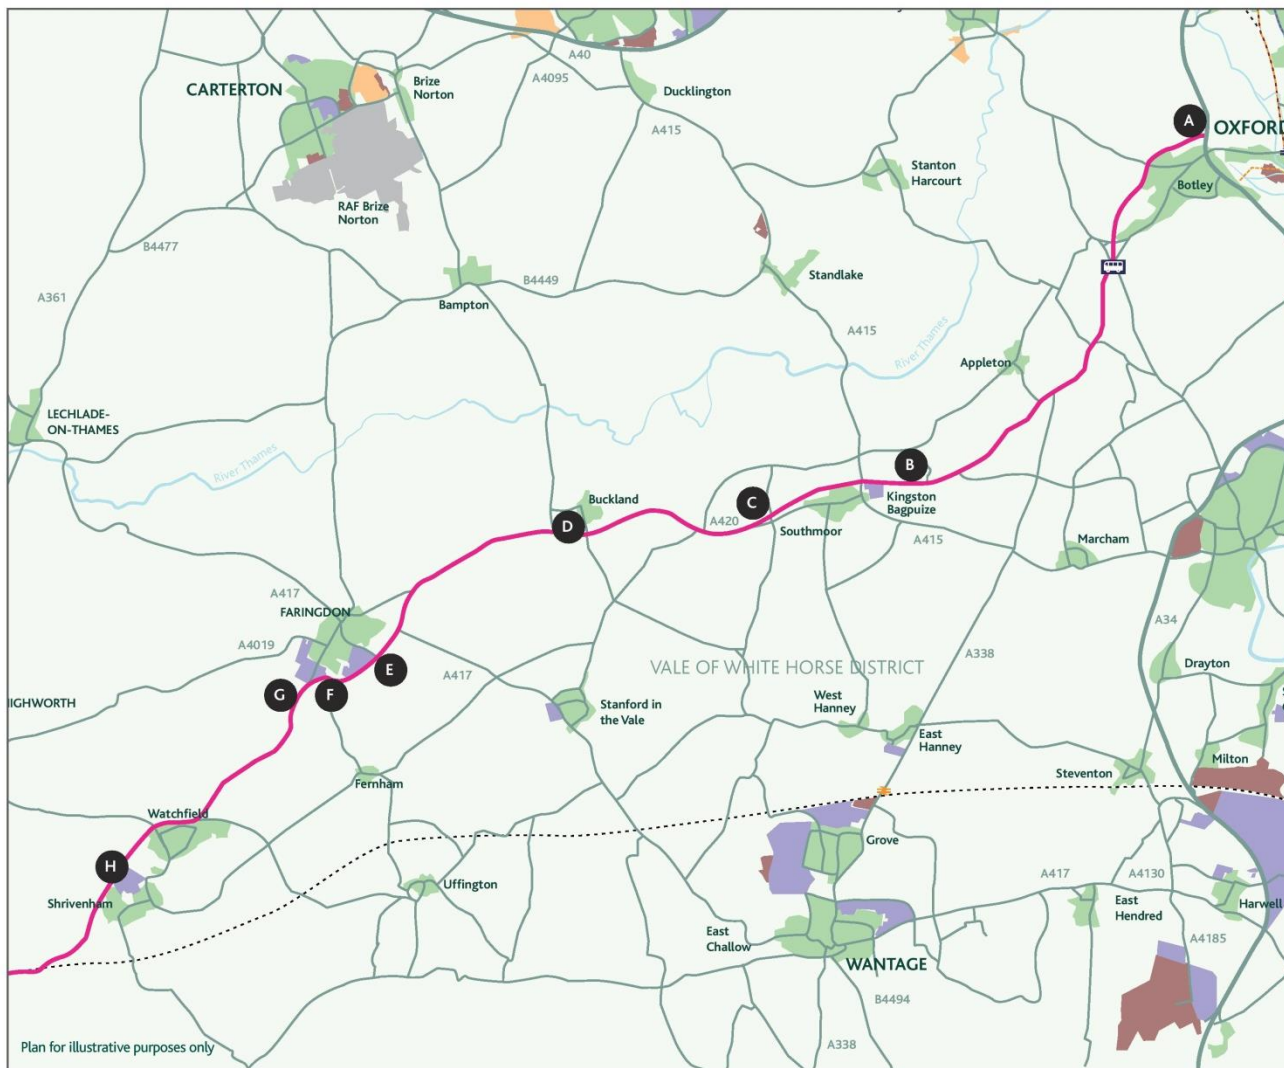 A40
CARTERTON
Brize
Norton
A4095
Ducklington
A
OXFORD
A415
Stanton
Harcourt
Botley
RAF Brize
Norton
B4477
Standlake
B4449
A361
Bampton
A415
River Thames
Appleton
LECHLADE-
ON-THAMES
River Thames
B
Buckland
C
Kingston
Bagpuize
D
A420
Southmoor
A415
Marcham
A417
FARINGDON
A34
A4019
E
VALE OF WHITE HORSE DISTRICT
A338
Drayton
A417
G
F
West
Hanney
IGHWORTH
Stanford in
the Vale
East
Hanney
Milton
Steventon
Fernham
Watchfield
Grove
H
A417
A4130
Uffington
Shrivenham
East
Hendred
Harwell
East
Challow
A4185
WANTAGE
B4494
Plan for illustrative purposes only
A338